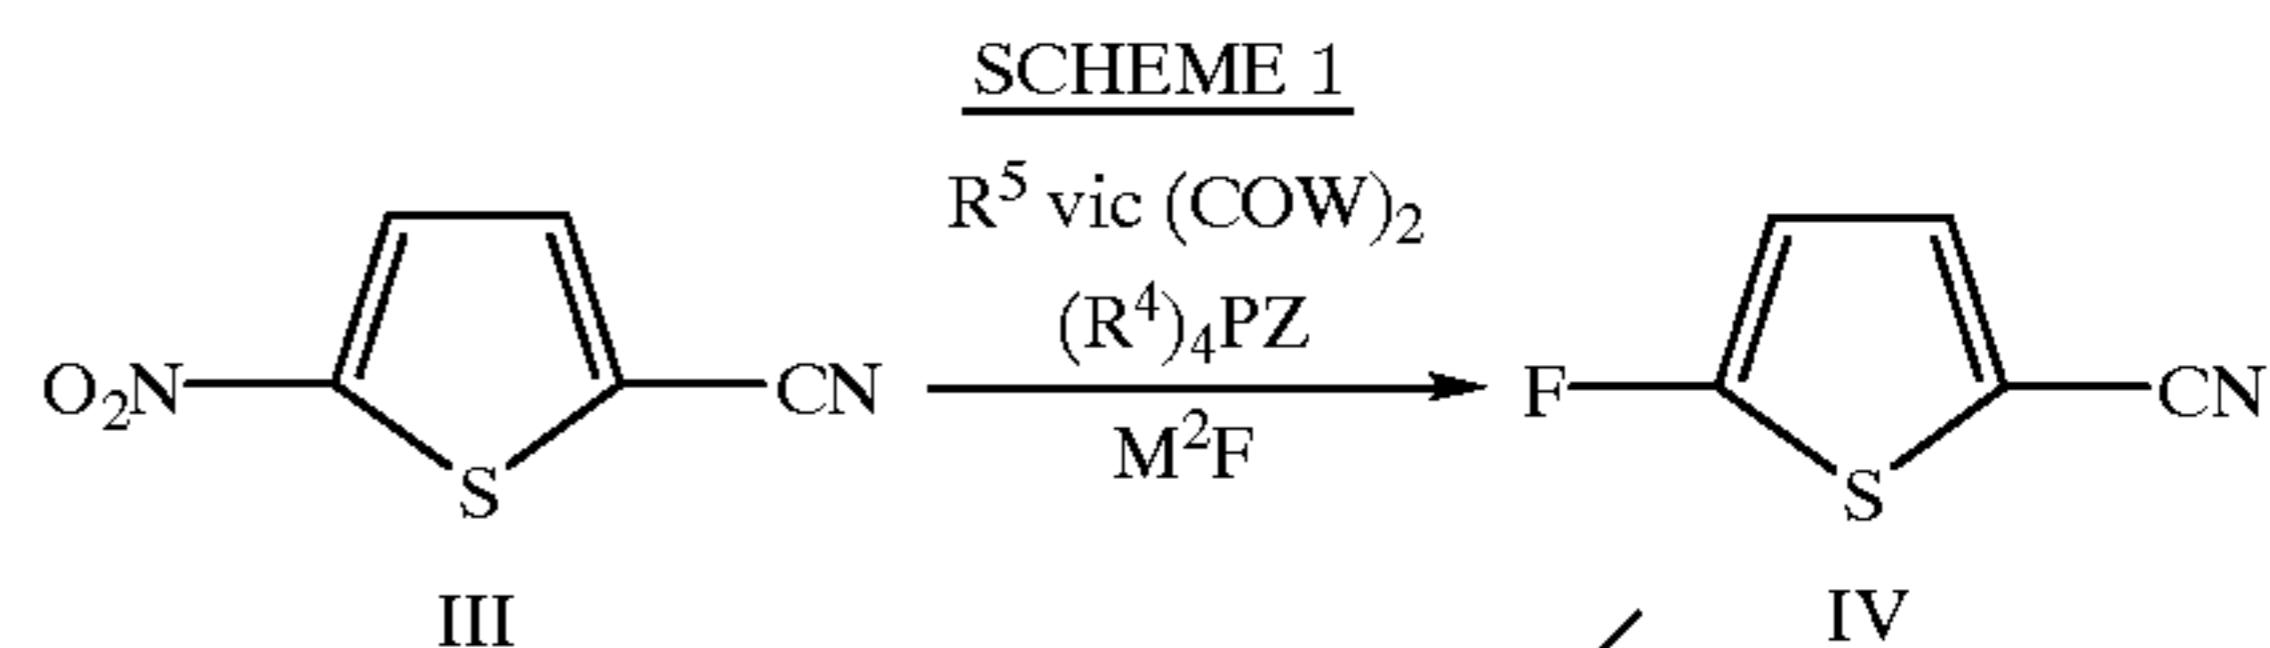 SCHEME 1
R⁵ vic (COW)₂
(R⁴)₄PZ
O₂N CN F CN
M²F
S S
III IV